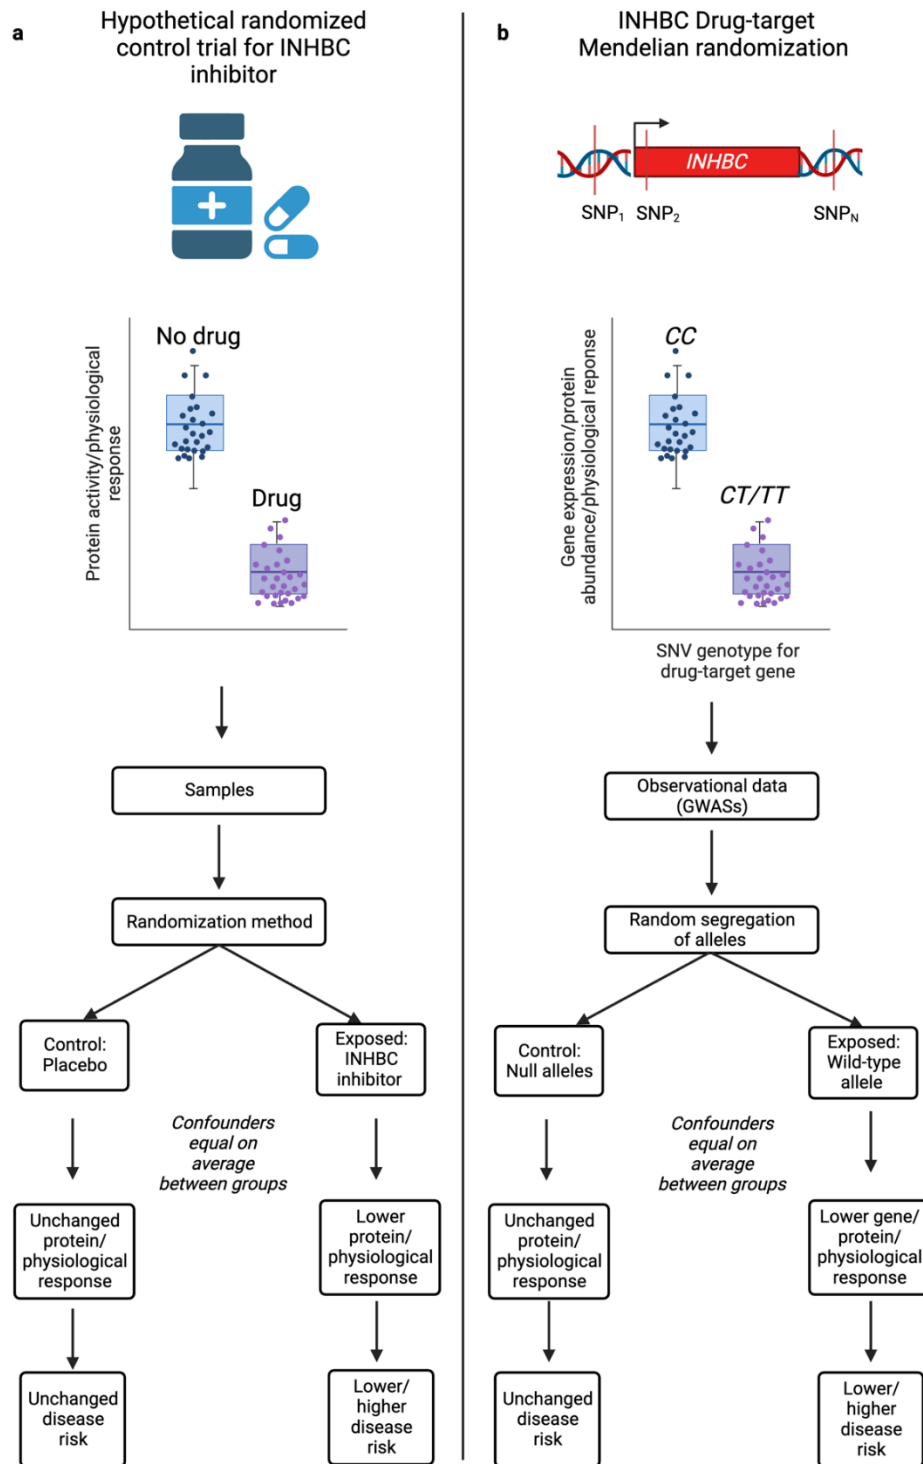 a
Hypothetical randomized
control trial for INHBC
inhibitor
No drug
Drug
Protein activity/physiological
response
Samples
Randomization method
Control:
Placebo
Exposed:
INHBC
inhibitor
Confounders
equal on
average
between groups
Unchanged
protein/
physiological
response
Lower
protein/
physiological
response
Unchanged
disease
risk
Lower/
higher
disease
risk
b
INHBC Drug-target
Mendelian randomization
INHBC
SNP₁
SNP₂
SNP_N
CC
CT/TT
Gene expression/protein
abundance/physiological reponse
SNV genotype for
drug-target gene
Observational data
(GWASs)
Random segregation
of alleles
Control:
Null alleles
Exposed:
Wild-type
allele
Confounders
equal on
average
between groups
Unchanged
protein/
physiological
response
Lower gene/
protein/
physiological
response
Unchanged
disease
risk
Lower/
higher
disease
risk